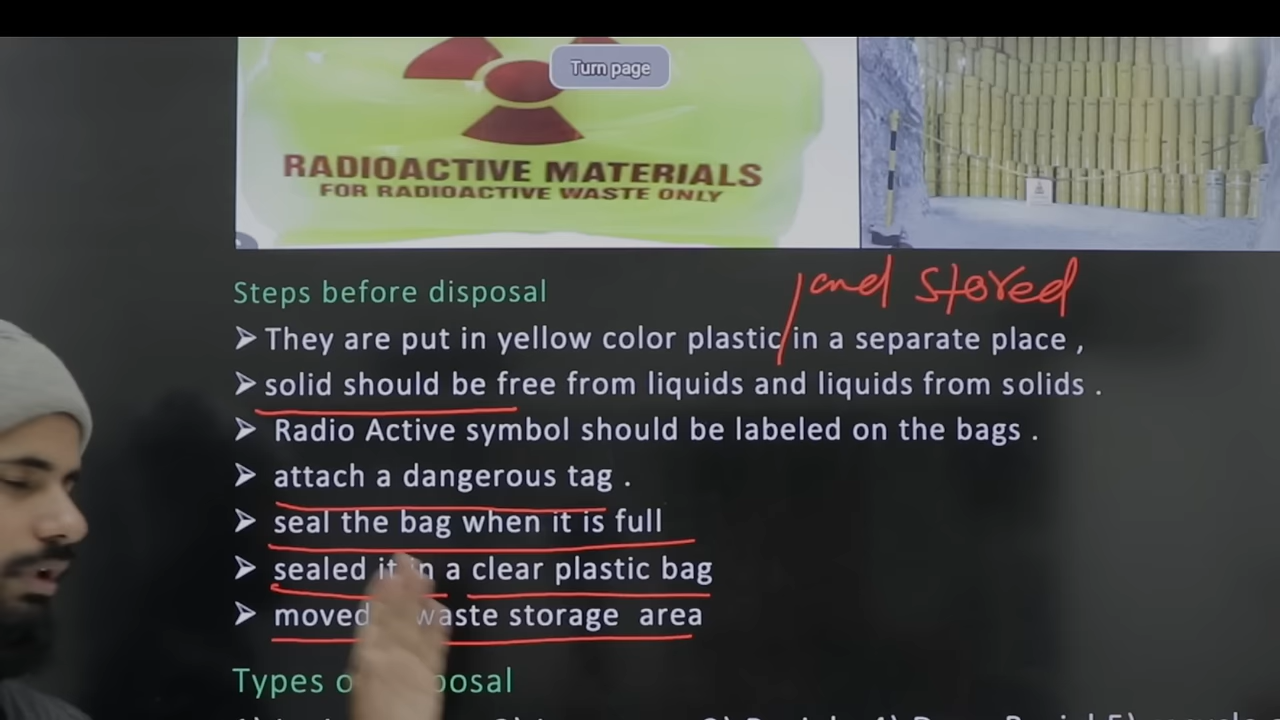 Turn page
RADIOACTIVE MATERIALS
FOR RADIOACTIVE WASTE ONLY
and stored
Steps before disposal
➢ They are put in yellow color plastic in a separate place ,
➢ solid should be free from liquids and liquids from solids .
➢ Radio Active symbol should be labeled on the bags .
➢ attach a dangerous tag .
➢ seal the bag when it is full
➢ sealed it in a clear plastic bag
➢ moved waste storage area
Types